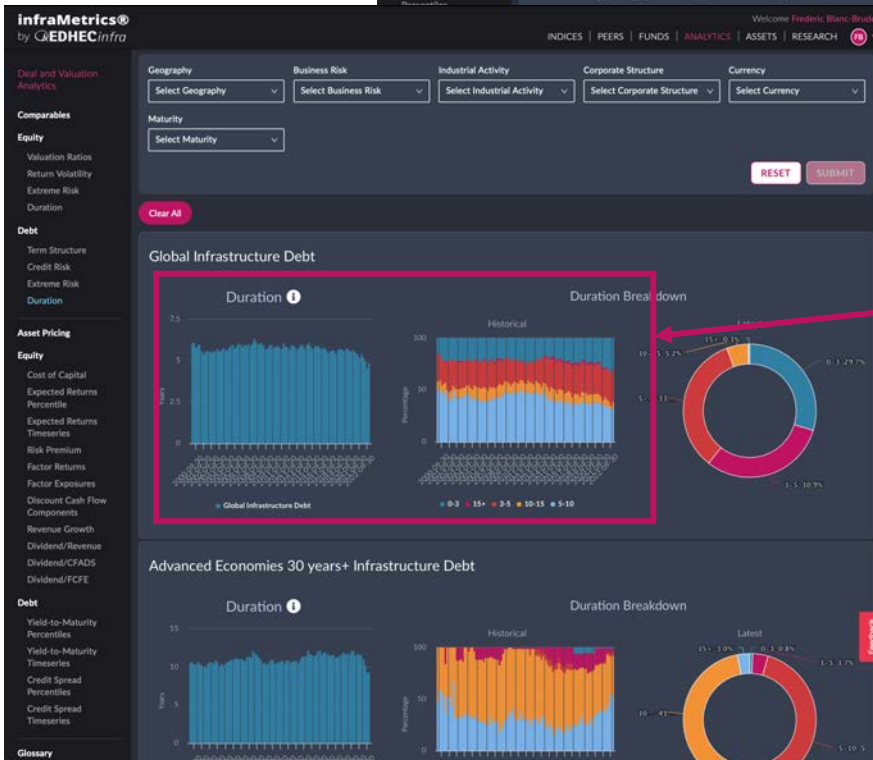 Percentiles
infraMetrics®
by EDHECinfra
Welcome Frederic Blanc-Brude
INDICES | PEERS | FUNDS | ANALYTICS | ASSETS | RESEARCH FB
Deal and Valuation
Analytics
Comparables
Equity
Valuation Ratios
Return Volatility
Extreme Risk
Duration
Debt
Term Structure
Credit Risk
Extreme Risk
Duration
Asset Pricing
Equity
Cost of Capital
Expected Returns
Percentile
Expected Returns
Timeseries
Risk Premium
Factor Returns
Factor Exposures
Discount Cash Flow
Components
Revenue Growth
Dividend/Revenue
Dividend/CFADS
Dividend/FCFE
Debt
Yield-to-Maturity
Percentiles
Yield-to-Maturity
Timeseries
Credit Spread
Percentiles
Credit Spread
Timeseries
Glossary
Geography Business Risk Industrial Activity Corporate Structure Currency
Select Geography Select Business Risk Select Industrial Activity Select Corporate Structure Select Currency
Maturity
Select Maturity
RESET SUBMIT
Clear All
Global Infrastructure Debt
Duration Duration Breakdown
Historical Latest
7.5
5
2.5
0
Years
100
50
0
Percentage
Global Infrastructure Debt
0-3 15+ 3-5 10-15 5-10
15+ 0.3%
5.2%
0-3 29.7%
3-5 30.9%
Advanced Economies 30 years+ Infrastructure Debt
Duration Duration Breakdown
Historical Latest
15
10
5
0
Years
100
50
0
Percentage
15+ 3.0%
0-3 0.8%
3-5 3.7%
Feedback